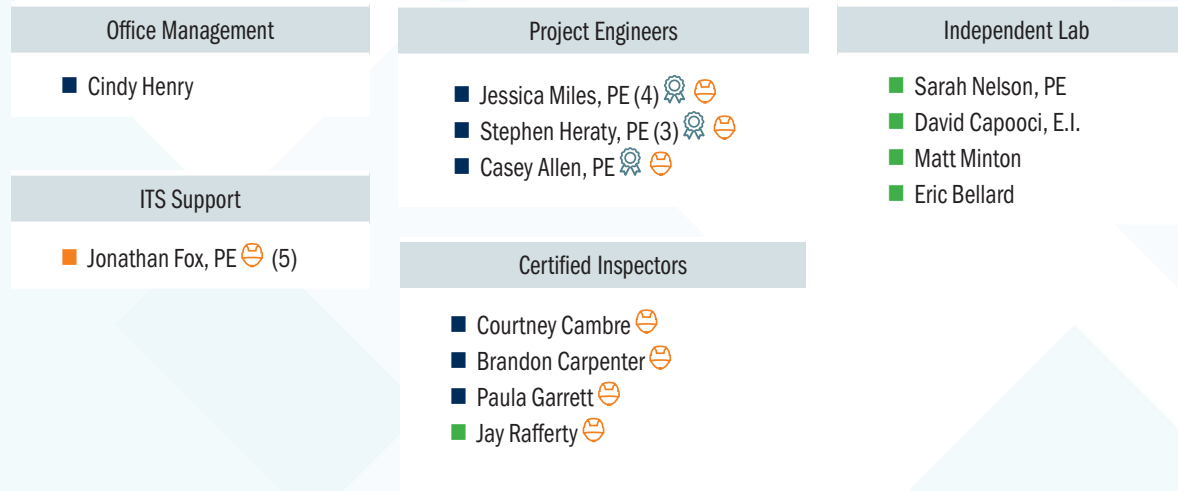 Office Management
Cindy Henry
ITS Support
Jonathan Fox, PE (5)
Project Engineers
Jessica Miles, PE (4)
Stephen Heraty, PE (3)
Casey Allen, PE
Certified Inspectors
Courtney Cambre
Brandon Carpenter
Paula Garrett
Jay Rafferty
Independent Lab
Sarah Nelson, PE
David Capooci, E.I.
Matt Minton
Eric Bellard